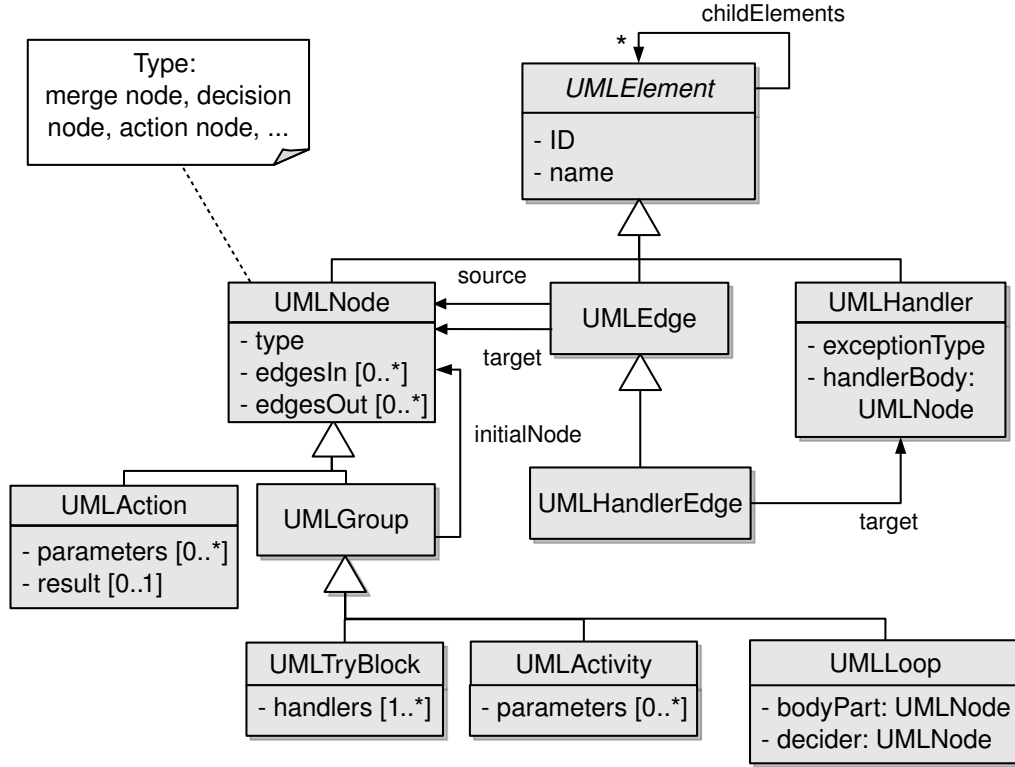 childElements
*
Type:
merge node, decision
node, action node, ...
UMLElement
- ID
- name
source
UMLNode
- type
- edgesIn [0..*]
- edgesOut [0..*]
UMLEdge
target
UMLHandler
- exceptionType
- handlerBody:
UMLNode
initialNode
UMLAction
- parameters [0..*]
- result [0..1]
UMLGroup
UMLHandlerEdge
target
UMLTryBlock
- handlers [1..*]
UMLActivity
- parameters [0..*]
UMLLoop
- bodyPart: UMLNode
- decider: UMLNode